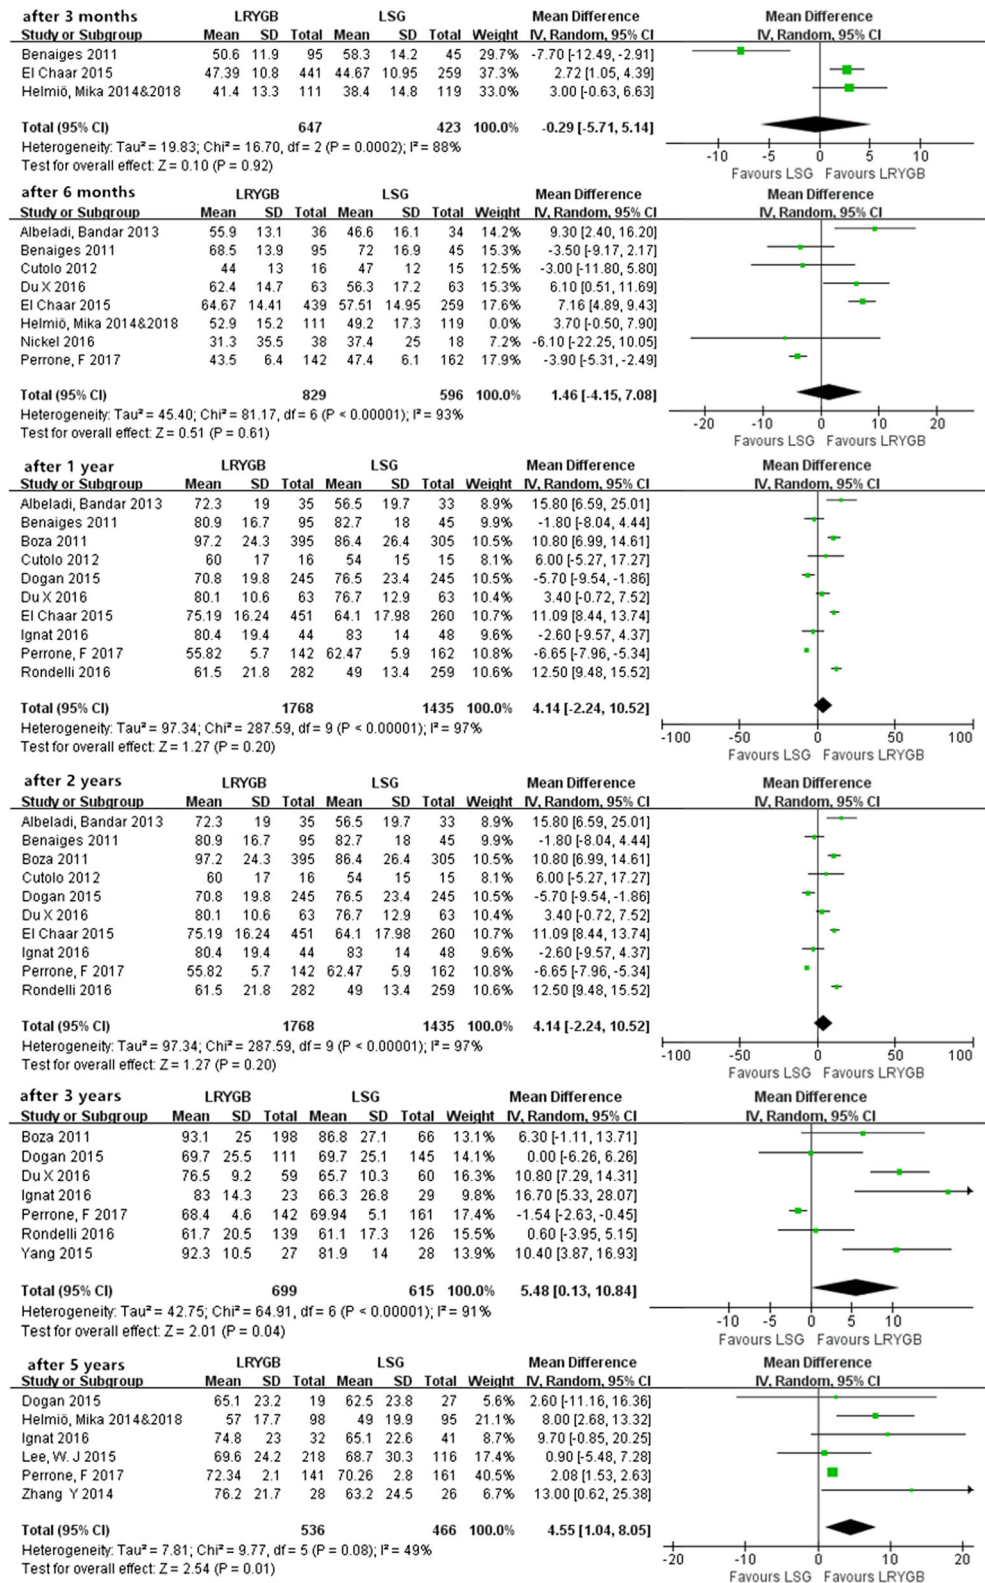 after 3 months LRYGB LSG Mean Difference Mean Difference
Study or Subgroup Mean SD Total Mean SD Total Weight IV, Random, 95% CI IV, Random, 95% CI
Benaiges 2011 50.6 11.9 95 58.3 14.2 45 29.7% -7.70 [-12.49, -2.91]
El Chaar 2015 47.39 10.8 441 44.67 10.95 259 37.3% 2.72 [1.05, 4.39]
Helmiö, Mika 2014&2018 41.4 13.3 111 38.4 14.8 119 33.0% 3.00 [-0.63, 6.63]
Total (95% CI) 647 423 100.0% -0.29 [-5.71, 5.14]
Heterogeneity: Tau² = 19.83; Chi² = 16.70, df = 2 (P = 0.0002); I² = 88%
Test for overall effect: Z = 0.10 (P = 0.92)
-10 -5 0 5 10
Favours LSG Favours LRYGB
after 6 months LRYGB LSG Mean Difference Mean Difference
Study or Subgroup Mean SD Total Mean SD Total Weight IV, Random, 95% CI IV, Random, 95% CI
Albeladi, Bandar 2013 55.9 13.1 36 46.6 16.1 34 14.2% 9.30 [2.40, 16.20]
Benaiges 2011 68.5 13.9 95 72 16.9 45 15.3% -3.50 [-9.17, 2.17]
Cutolo 2012 44 13 16 47 12 15 12.5% -3.00 [-11.80, 5.80]
Du X 2016 62.4 14.7 63 56.3 17.2 63 15.3% 6.10 [0.51, 11.69]
El Chaar 2015 64.67 14.41 439 57.51 14.95 259 17.6% 7.16 [4.89, 9.43]
Helmiö, Mika 2014&2018 52.9 15.2 111 49.2 17.3 119 0.0% 3.70 [-0.50, 7.90]
Nickel 2016 31.3 35.5 38 37.4 25 18 7.2% -6.10 [-22.25, 10.05]
Perrone, F 2017 43.5 6.4 142 47.4 6.1 162 17.9% -3.90 [-5.31, -2.49]
Total (95% CI) 829 596 100.0% 1.46 [-4.15, 7.08]
Heterogeneity: Tau² = 45.40; Chi² = 81.17, df = 6 (P < 0.00001); I² = 93%
Test for overall effect: Z = 0.51 (P = 0.61)
-20 -10 0 10 20
Favours LSG Favours LRYGB
after 1 year LRYGB LSG Mean Difference Mean Difference
Study or Subgroup Mean SD Total Mean SD Total Weight IV, Random, 95% CI IV, Random, 95% CI
Albeladi, Bandar 2013 72.3 19 35 56.5 19.7 33 8.9% 15.80 [6.59, 25.01]
Benaiges 2011 80.9 16.7 95 82.7 18 45 9.9% -1.80 [-8.04, 4.44]
Boza 2011 97.2 24.3 395 86.4 26.4 305 10.5% 10.80 [6.99, 14.61]
Cutolo 2012 60 17 16 54 15 15 8.1% 6.00 [-5.27, 17.27]
Dogan 2015 70.8 19.8 245 76.5 23.4 245 10.5% -5.70 [-9.54, -1.86]
Du X 2016 80.1 10.6 63 76.7 12.9 63 10.4% 3.40 [-0.72, 7.52]
El Chaar 2015 75.19 16.24 451 64.1 17.98 260 10.7% 11.09 [8.44, 13.74]
Ignat 2016 80.4 19.4 44 83 14 48 9.6% -2.60 [-9.57, 4.37]
Perrone, F 2017 55.82 5.7 142 62.47 5.9 162 10.8% -6.65 [-7.96, -5.34]
Rondelli 2016 61.5 21.8 282 49 13.4 259 10.6% 12.50 [9.48, 15.52]
Total (95% CI) 1768 1435 100.0% 4.14 [-2.24, 10.52]
Heterogeneity: Tau² = 97.34; Chi² = 287.59, df = 9 (P < 0.00001); I² = 97%
Test for overall effect: Z = 1.27 (P = 0.20)
-100 -50 0 50 100
Favours LSG Favours LRYGB
after 2 years LRYGB LSG Mean Difference Mean Difference
Study or Subgroup Mean SD Total Mean SD Total Weight IV, Random, 95% CI IV, Random, 95% CI
Albeladi, Bandar 2013 72.3 19 35 56.5 19.7 33 8.9% 15.80 [6.59, 25.01]
Benaiges 2011 80.9 16.7 95 82.7 18 45 9.9% -1.80 [-8.04, 4.44]
Boza 2011 97.2 24.3 395 86.4 26.4 305 10.5% 10.80 [6.99, 14.61]
Cutolo 2012 60 17 16 54 15 15 8.1% 6.00 [-5.27, 17.27]
Dogan 2015 70.8 19.8 245 76.5 23.4 245 10.5% -5.70 [-9.54, -1.86]
Du X 2016 80.1 10.6 63 76.7 12.9 63 10.4% 3.40 [-0.72, 7.52]
El Chaar 2015 75.19 16.24 451 64.1 17.98 260 10.7% 11.09 [8.44, 13.74]
Ignat 2016 80.4 19.4 44 83 14 48 9.6% -2.60 [-9.57, 4.37]
Perrone, F 2017 55.82 5.7 142 62.47 5.9 162 10.8% -6.65 [-7.96, -5.34]
Rondelli 2016 61.5 21.8 282 49 13.4 259 10.6% 12.50 [9.48, 15.52]
Total (95% CI) 1768 1435 100.0% 4.14 [-2.24, 10.52]
Heterogeneity: Tau² = 97.34; Chi² = 287.59, df = 9 (P < 0.00001); I² = 97%
Test for overall effect: Z = 1.27 (P = 0.20)
-100 -50 0 50 100
Favours LSG Favours LRYGB
after 3 years LRYGB LSG Mean Difference Mean Difference
Study or Subgroup Mean SD Total Mean SD Total Weight IV, Random, 95% CI IV, Random, 95% CI
Boza 2011 93.1 25 198 86.8 27.1 66 13.1% 6.30 [-1.11, 13.71]
Dogan 2015 69.7 25.5 111 69.7 25.1 145 14.1% 0.00 [-6.26, 6.26]
Du X 2016 76.5 9.2 59 65.7 10.3 60 16.3% 10.80 [7.29, 14.31]
Ignat 2016 83 14.3 23 66.3 26.8 29 9.8% 16.70 [5.33, 28.07]
Perrone, F 2017 68.4 4.6 142 69.94 5.1 161 17.4% -1.54 [-2.63, -0.45]
Rondelli 2016 61.7 20.5 139 61.1 17.3 126 15.5% 0.60 [-3.95, 5.15]
Yang 2015 92.3 10.5 27 81.9 14 28 13.9% 10.40 [3.87, 16.93]
Total (95% CI) 699 615 100.0% 5.48 [0.13, 10.84]
Heterogeneity: Tau² = 42.75; Chi² = 64.91, df = 6 (P < 0.00001); I² = 91%
Test for overall effect: Z = 2.01 (P = 0.04)
-10 -5 0 5 10
Favours LSG Favours LRYGB
after 5 years LRYGB LSG Mean Difference Mean Difference
Study or Subgroup Mean SD Total Mean SD Total Weight IV, Random, 95% CI IV, Random, 95% CI
Dogan 2015 65.1 23.2 19 62.5 23.8 27 5.6% 2.60 [-11.16, 16.36]
Helmiö, Mika 2014&2018 57 17.7 98 49 19.9 95 21.1% 8.00 [2.68, 13.32]
Ignat 2016 74.8 23 32 65.1 22.6 41 8.7% 9.70 [-0.85, 20.25]
Lee, W. J 2015 69.6 24.2 218 68.7 30.3 116 17.4% 0.90 [-5.48, 7.28]
Perrone, F 2017 72.34 2.1 141 70.26 2.8 161 40.5% 2.08 [1.53, 2.63]
Zhang Y 2014 76.2 21.7 28 63.2 24.5 26 6.7% 13.00 [0.62, 25.38]
Total (95% CI) 536 466 100.0% 4.55 [1.04, 8.05]
Heterogeneity: Tau² = 7.81; Chi² = 9.77, df = 5 (P = 0.08); I² = 49%
Test for overall effect: Z = 2.54 (P = 0.01)
-20 -10 0 10 20
Favours LSG Favours LRYGB